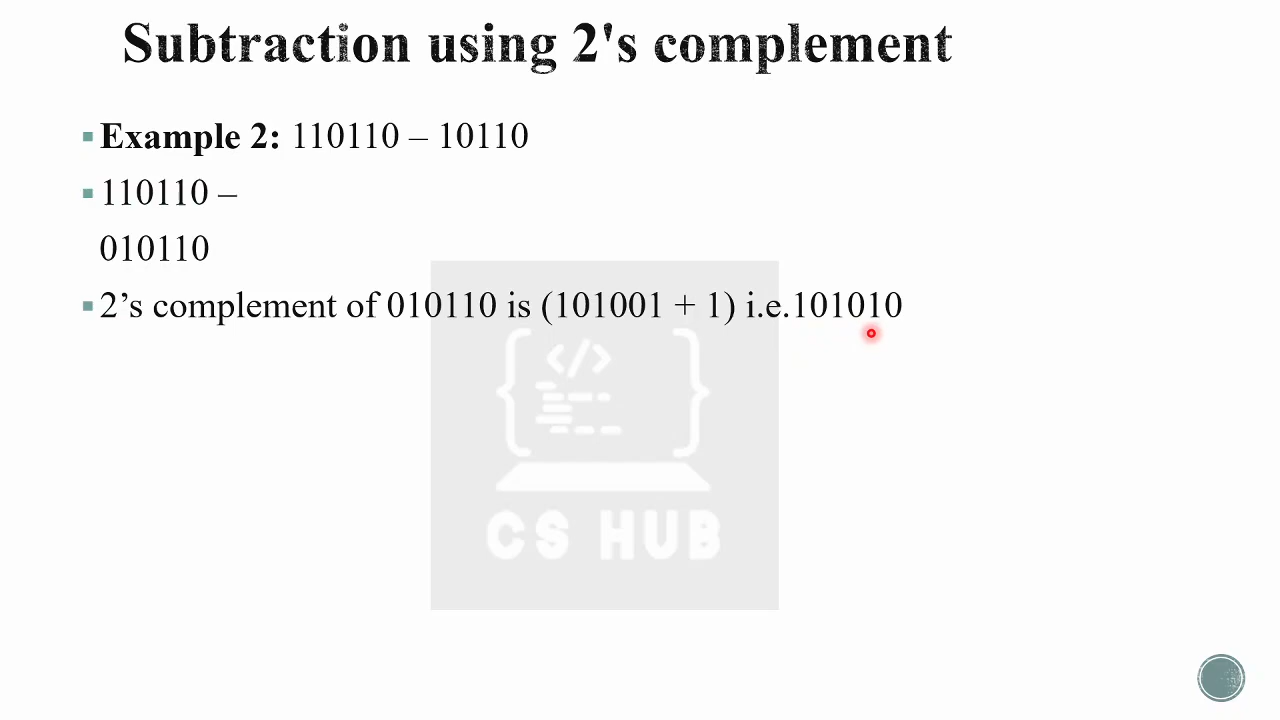 Subtraction using 2's complement
Example 2: 110110 – 10110
110110 –
010110
2’s complement of 010110 is (101001 + 1) i.e.101010
</>
CS HUB